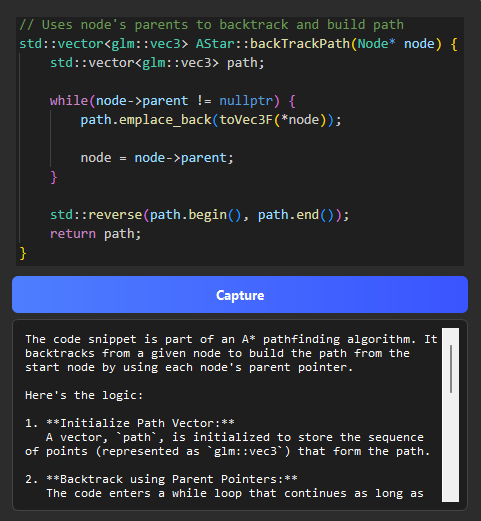 // Uses node's parents to backtrack and build path
std::vector<glm::vec3> AStar::backTrackPath(Node* node) {
    std::vector<glm::vec3> path;

    while(node->parent != nullptr) {
        path.emplace_back(toVec3F(*node));

        node = node->parent;
    }

    std::reverse(path.begin(), path.end());
    return path;
}
Capture
The code snippet is part of an A* pathfinding algorithm. It
backtracks from a given node to build the path from the
start node by using each node's parent pointer.

Here's the logic:

1. **Initialize Path Vector:**
   A vector, `path`, is initialized to store the sequence
of points (represented as `glm::vec3`) that form the path.

2. **Backtrack using Parent Pointers:**
   The code enters a while loop that continues as long as